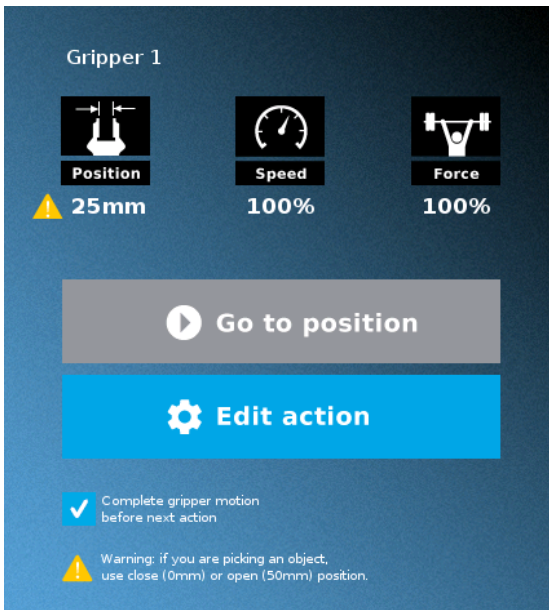 Gripper 1
Position
Speed
Force
25mm
100%
100%
Go to position
Edit action
Complete gripper motion
before next action
Warning: if you are picking an object,
use close (0mm) or open (50mm) position.